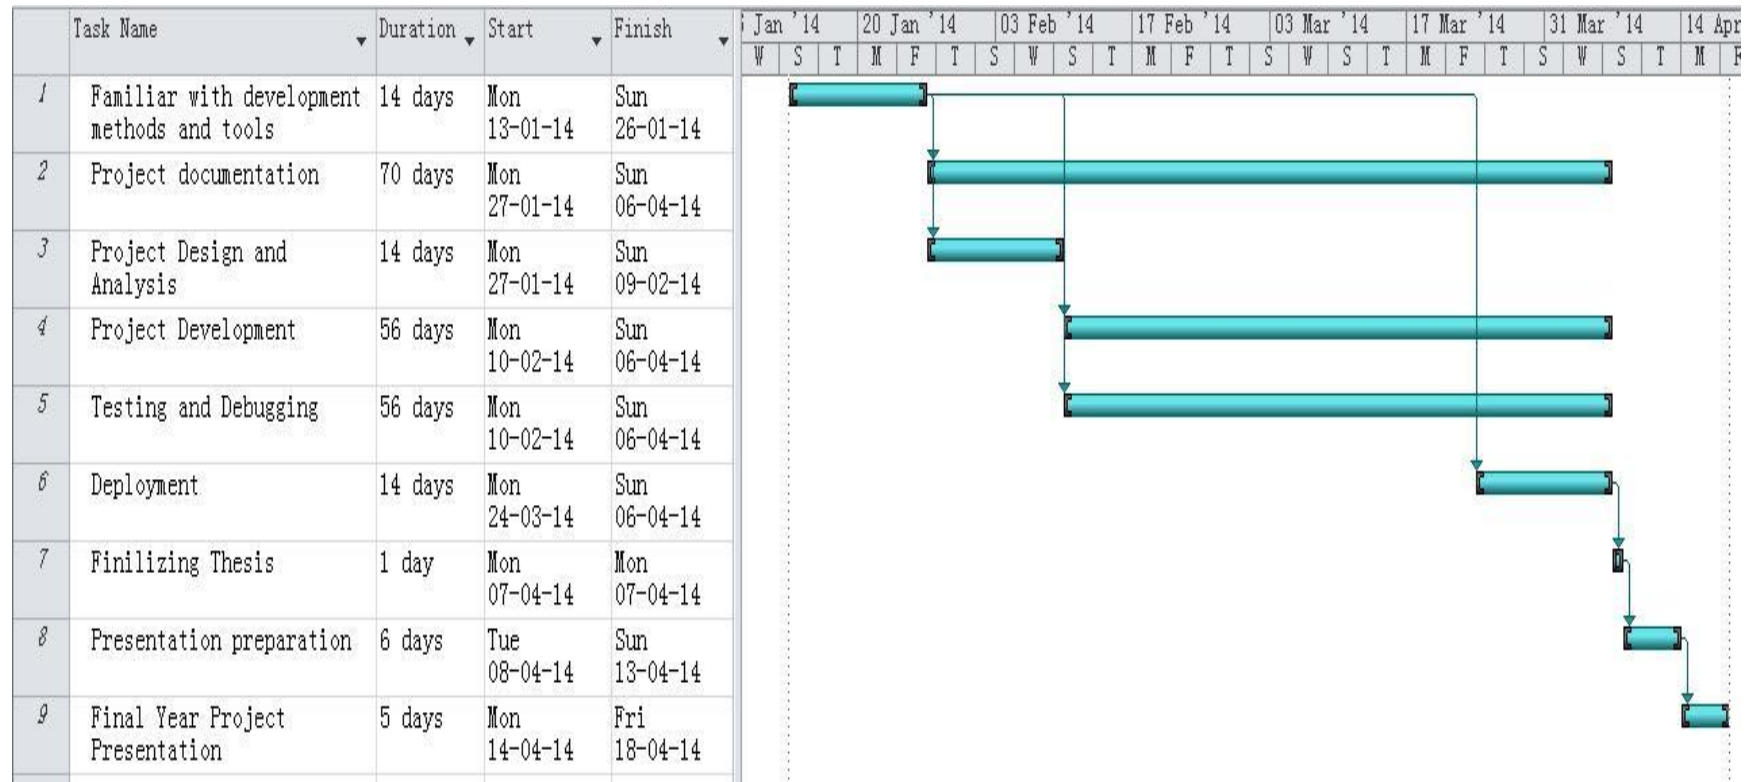 Task Name Duration Start Finish Jan '14 20 Jan '14 03 Feb '14 17 Feb '14 03 Mar '14 17 Mar '14 31 Mar '14 14 Apr
W S T M F T S W S T M F T S W S T M F T S W S T M F
1 Familiar with development 14 days Mon Sun
methods and tools 13-01-14 26-01-14
2 Project documentation 70 days Mon Sun
27-01-14 06-04-14
3 Project Design and 14 days Mon Sun
Analysis 27-01-14 09-02-14
4 Project Development 56 days Mon Sun
10-02-14 06-04-14
5 Testing and Debugging 56 days Mon Sun
10-02-14 06-04-14
6 Deployment 14 days Mon Sun
24-03-14 06-04-14
7 Finilizing Thesis 1 day Mon Mon
07-04-14 07-04-14
8 Presentation preparation 6 days Tue Sun
08-04-14 13-04-14
9 Final Year Project 5 days Mon Fri
Presentation 14-04-14 18-04-14